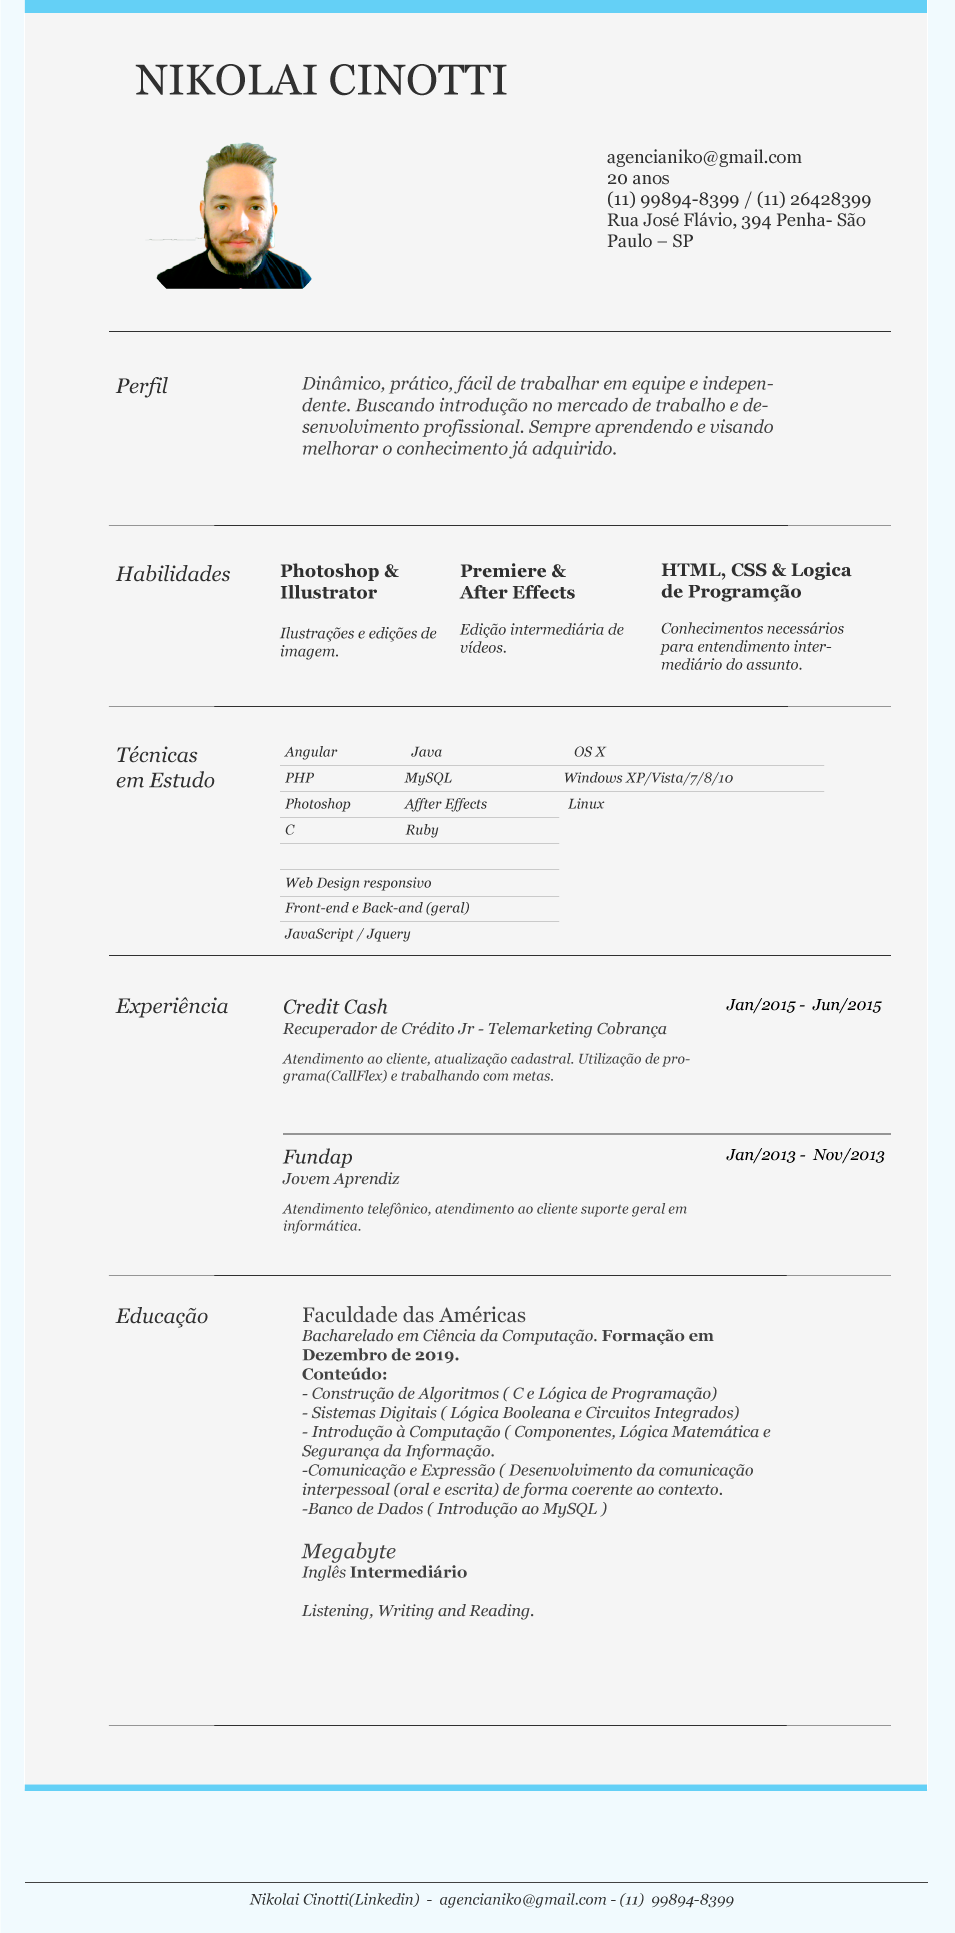 NIKOLAI CINOTTI
agencianiko@gmail.com
20 anos
(11) 99894-8399 / (11) 26428399
Rua José Flávio, 394 Penha- São
Paulo – SP
Perfil
Dinâmico, prático, fácil de trabalhar em equipe e indepen-
dente. Buscando introdução no mercado de trabalho e de-
senvolvimento profissional. Sempre aprendendo e visando
melhorar o conhecimento já adquirido.
Habilidades
Photoshop &
Illustrator
Ilustrações e edições de
imagem.
Premiere &
After Effects
Edição intermediária de
vídeos.
HTML, CSS & Logica
de Programção
Conhecimentos necessários
para entendimento inter-
mediário do assunto.
Técnicas
em Estudo
Angular Java OS X
PHP MySQL Windows XP/Vista/7/8/10
Photoshop Affter Effects Linux
C Ruby
Web Design responsivo
Front-end e Back-and (geral)
JavaScript / Jquery
Experiência
Credit Cash Jan/2015 - Jun/2015
Recuperador de Crédito Jr - Telemarketing Cobrança
Atendimento ao cliente, atualização cadastral. Utilização de pro-
grama(CallFlex) e trabalhando com metas.
Fundap Jan/2013 - Nov/2013
Jovem Aprendiz
Atendimento telefônico, atendimento ao cliente suporte geral em
informática.
Educação
Faculdade das Américas
Bacharelado em Ciência da Computação. Formação em
Dezembro de 2019.
Conteúdo:
- Construção de Algoritmos ( C e Lógica de Programação)
- Sistemas Digitais ( Lógica Booleana e Circuitos Integrados)
- Introdução à Computação ( Componentes, Lógica Matemática e
Segurança da Informação.
-Comunicação e Expressão ( Desenvolvimento da comunicação
interpessoal (oral e escrita) de forma coerente ao contexto.
-Banco de Dados ( Introdução ao MySQL )
Megabyte
Inglês Intermediário
Listening, Writing and Reading.
Nikolai Cinotti(Linkedin) - agencianiko@gmail.com - (11) 99894-8399